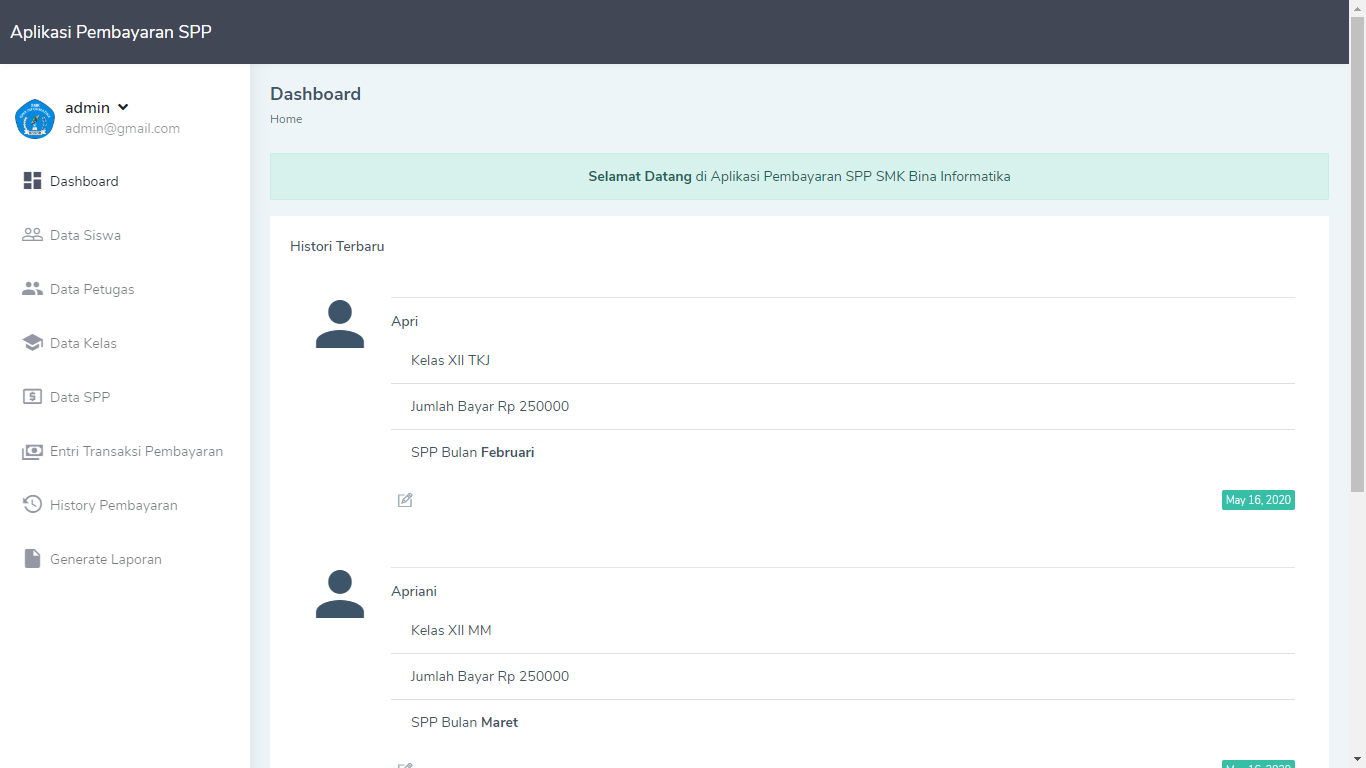 Aplikasi Pembayaran SPP
admin
admin@gmail.com
Dashboard
Data Siswa
Data Petugas
Data Kelas
Data SPP
Entri Transaksi Pembayaran
History Pembayaran
Generate Laporan
Dashboard
Home
Selamat Datang di Aplikasi Pembayaran SPP SMK Bina Informatika
Histori Terbaru
Apri
Kelas XII TKJ
Jumlah Bayar Rp 250000
SPP Bulan Februari
May 16, 2020
Apriani
Kelas XII MM
Jumlah Bayar Rp 250000
SPP Bulan Maret
May 16, 2020